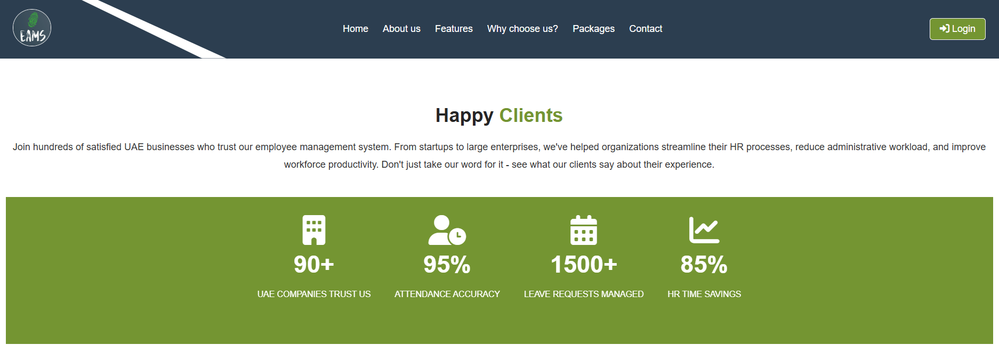 EAMS
Home About us Features Why choose us? Packages Contact
Login
Happy Clients
Join hundreds of satisfied UAE businesses who trust our employee management system. From startups to large enterprises, we've helped organizations streamline their HR processes, reduce administrative workload, and improve
workforce productivity. Don't just take our word for it - see what our clients say about their experience.
90+ 95% 1500+ 85%
UAE COMPANIES TRUST US ATTENDANCE ACCURACY LEAVE REQUESTS MANAGED HR TIME SAVINGS